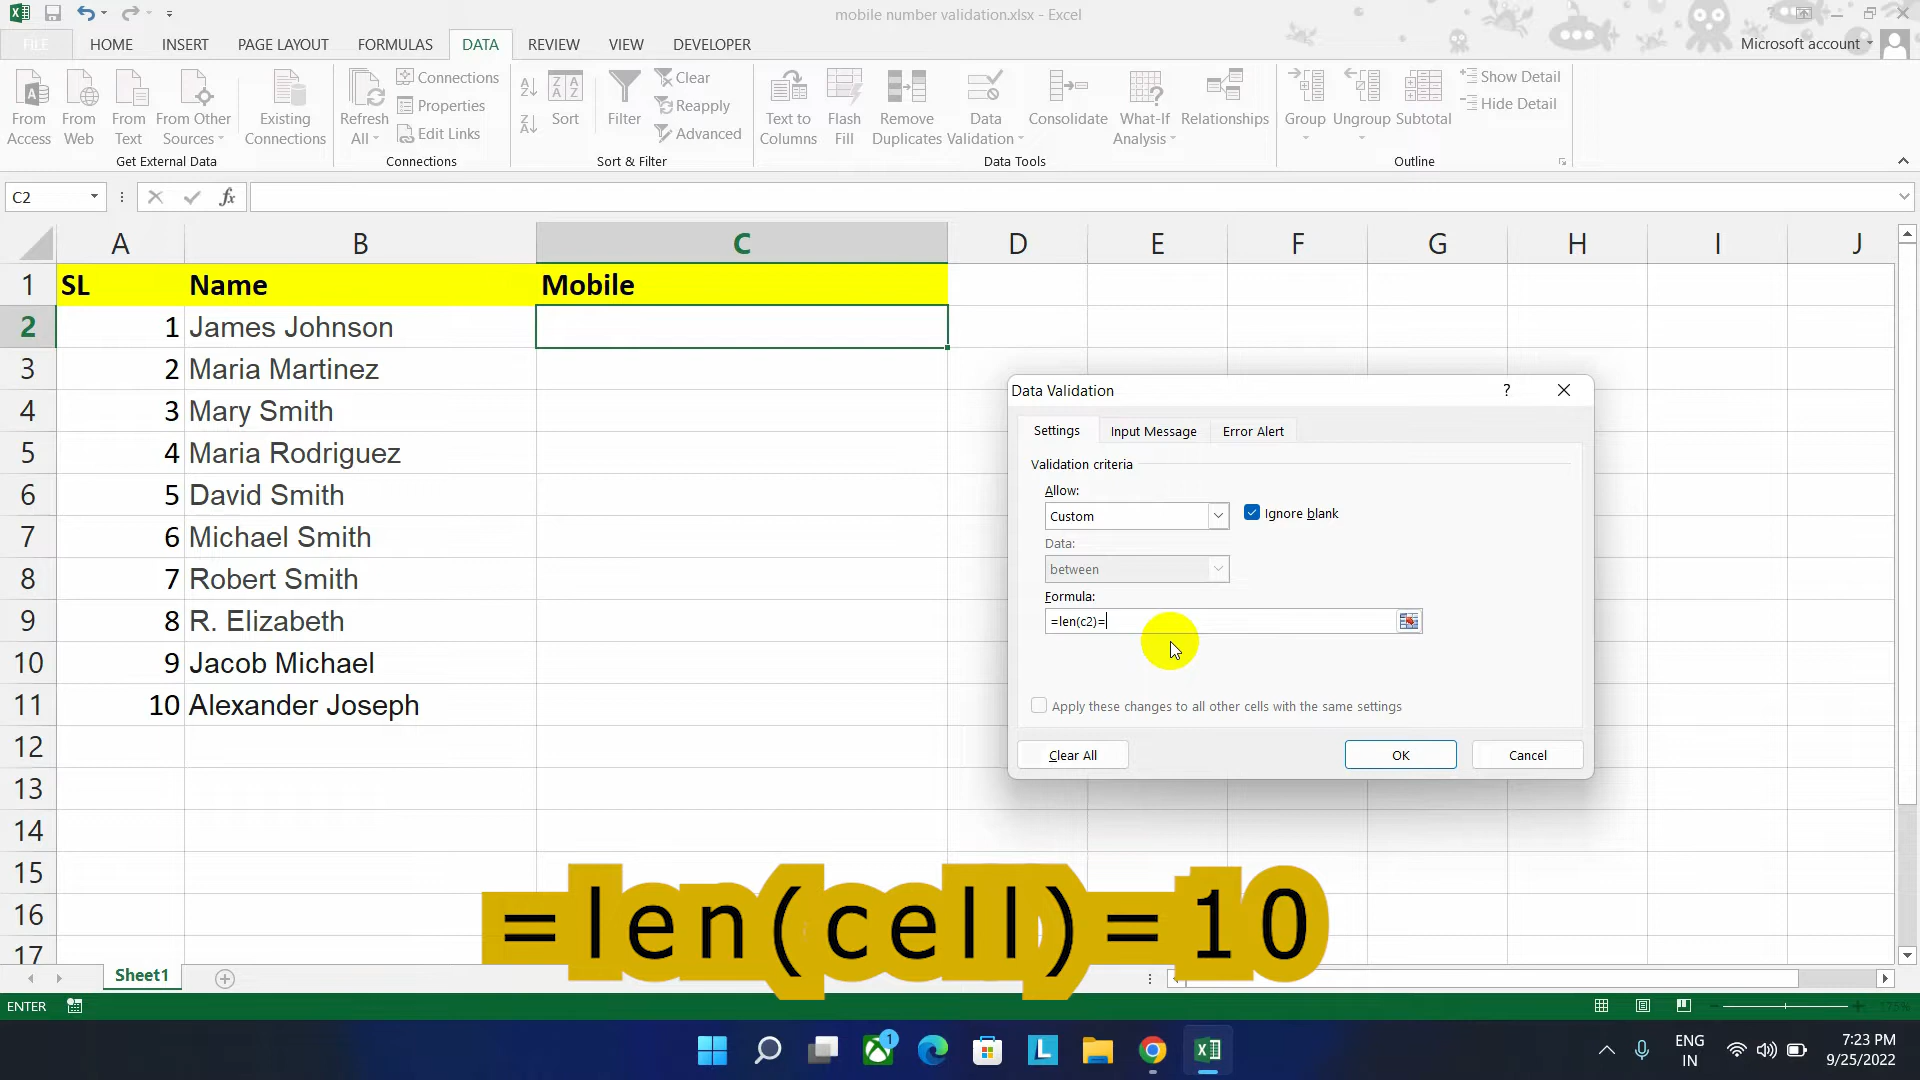 mobile number validation.xlsx - Excel
FILE
HOME
INSERT
PAGE LAYOUT
FORMULAS
DATA
REVIEW
VIEW
DEVELOPER
Microsoft account
From Access
From Web
From Text
From Other Sources
Get External Data
Existing Connections
Refresh All
Connections
Properties
Edit Links
Connections
Sort
Filter
Clear
Reapply
Advanced
Sort & Filter
Text to Columns
Flash Fill
Remove Duplicates
Data Validation
Consolidate
What-If Analysis
Relationships
Data Tools
Group
Ungroup
Subtotal
Show Detail
Hide Detail
Outline
C2
fx
A B C D E F G H I J
1 SL Name Mobile
2 1 James Johnson
3 2 Maria Martinez
4 3 Mary Smith
5 4 Maria Rodriguez
6 5 David Smith
7 6 Michael Smith
8 7 Robert Smith
9 8 R. Elizabeth
10 9 Jacob Michael
11 10 Alexander Joseph
12
13
14
15
16
17
Data Validation
?
Settings
Input Message
Error Alert
Validation criteria
Allow:
Custom
Ignore blank
Data:
between
Formula:
=len(c2)=
Apply these changes to all other cells with the same settings
Clear All
OK
Cancel
=len(cell)=10
Sheet1
ENTER
175%
1
L
ENG
IN
7:23 PM
9/25/2022